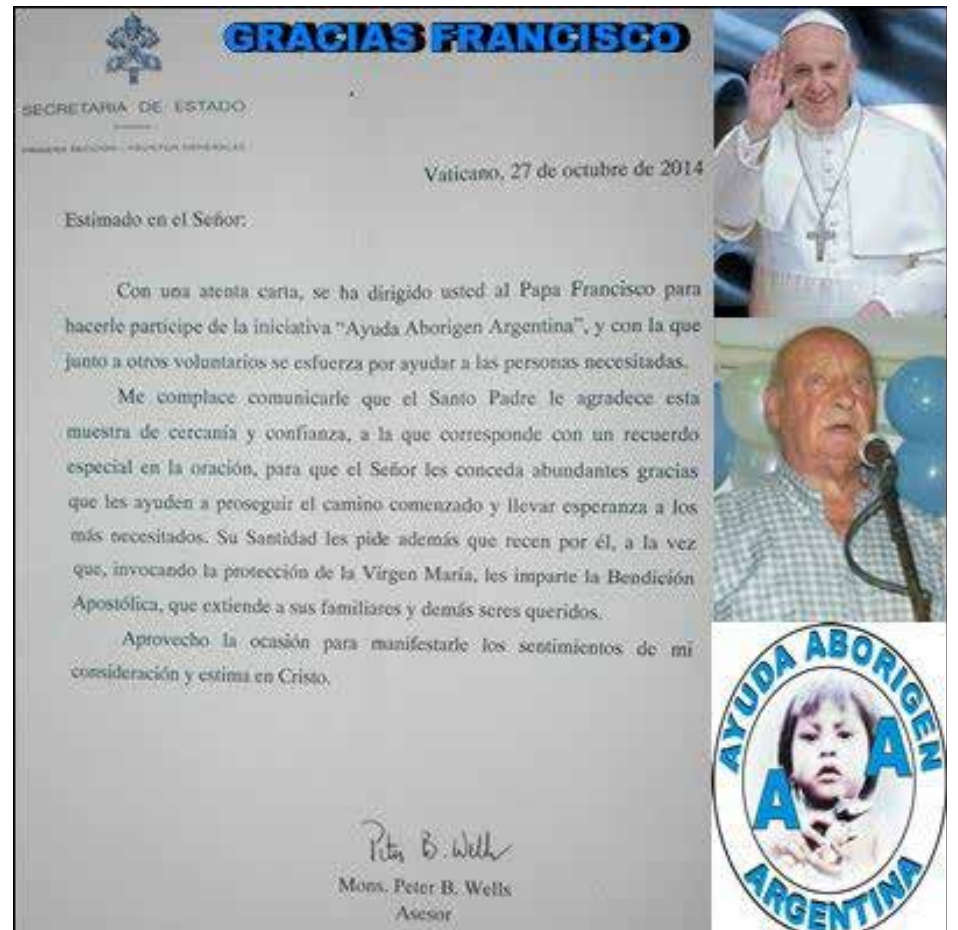 GRACIAS FRANCISCO
SECRETARIA DE ESTADO
PRIMERA SECCIÓN - ASUNTOS GENERALES
Vaticano, 27 de octubre de 2014
Estimado en el Señor:
Con una atenta carta, se ha dirigido usted al Papa Francisco para
hacerle partícipe de la iniciativa "Ayuda Aborigen Argentina", y con la que
junto a otros voluntarios se esfuerza por ayudar a las personas necesitadas.
Me complace comunicarle que el Santo Padre le agradece esta
muestra de cercanía y confianza, a la que corresponde con un recuerdo
especial en la oración, para que el Señor les conceda abundantes gracias
que les ayuden a proseguir el camino comenzado y llevar esperanza a los
más necesitados. Su Santidad les pide además que recen por él, a la vez
que, invocando la protección de la Virgen María, les imparte la Bendición
Apostólica, que extiende a sus familiares y demás seres queridos.
Aprovecho la ocasión para manifestarle los sentimientos de mi
consideración y estima en Cristo.
Peter B. Wells
Mons. Peter B. Wells
Asesor
AYUDA ABORIGEN
A A
ARGENTINA